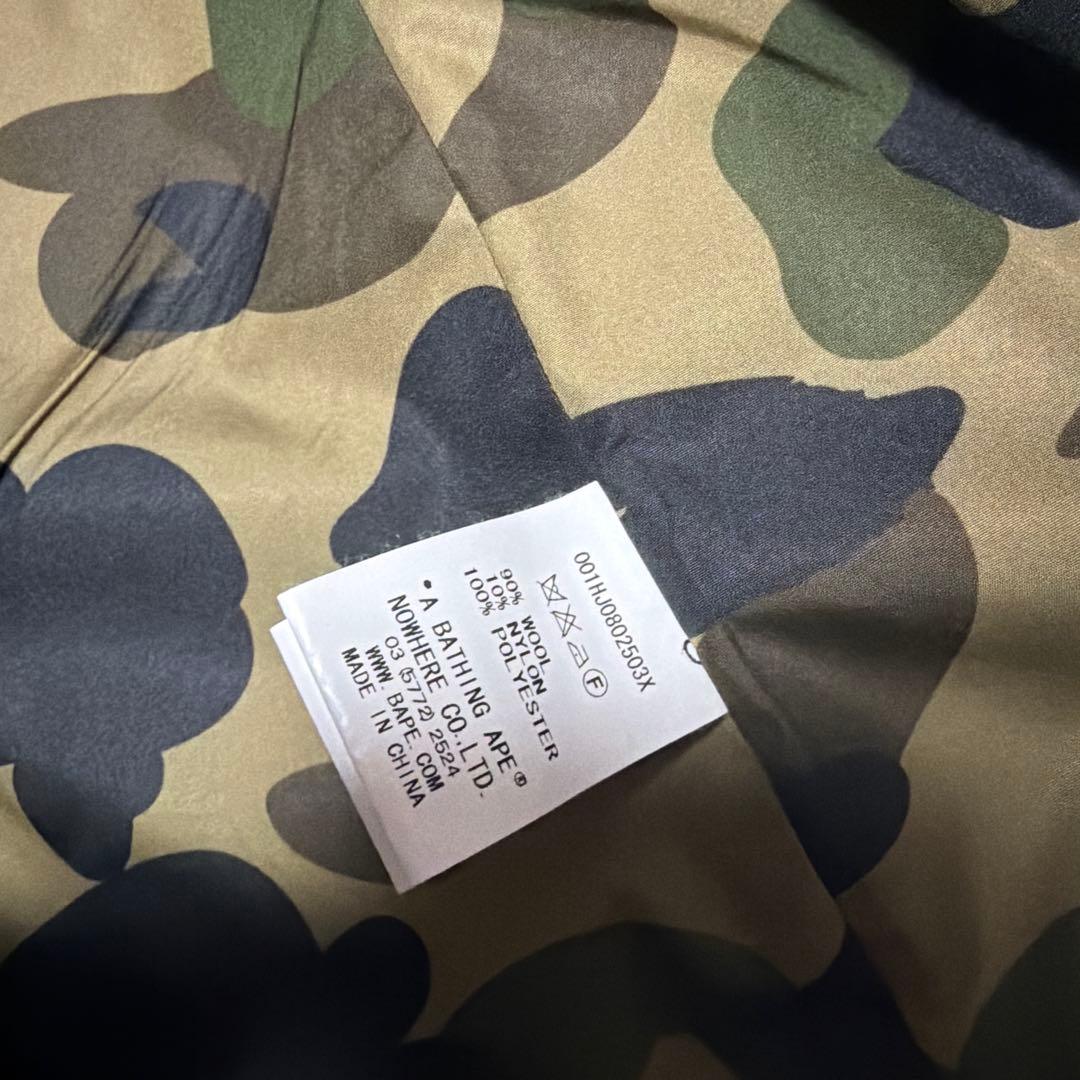 001HJ0802503X
F
90% WOOL
10% NYLON
100% POLYESTER
• A BATHING APE®
NOWHERE CO.,LTD.
03 (5772) 2524
WWW.BAPE.COM
MADE IN CHINA